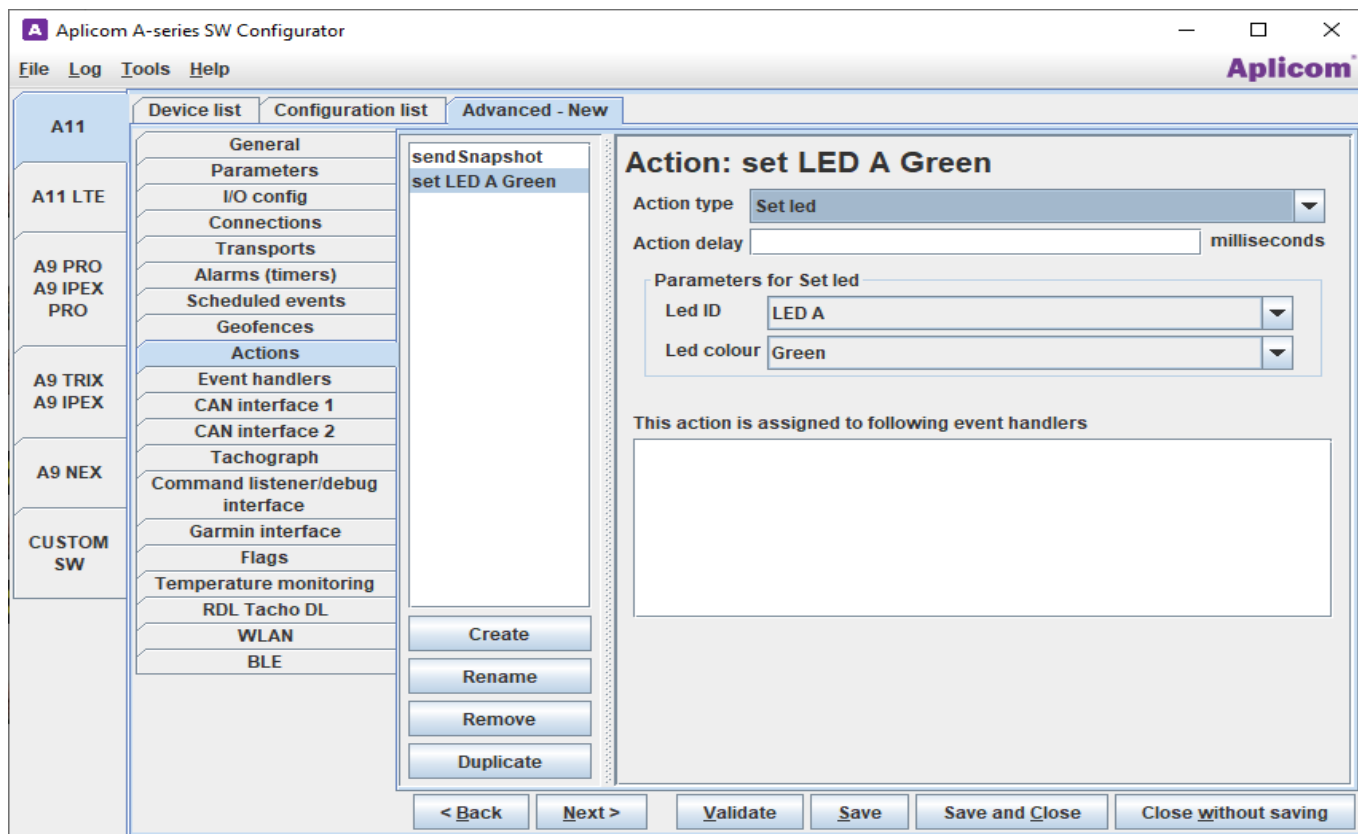 A Aplicom A-series SW Configurator
File Log Tools Help
Aplicom
A11
A11 LTE
A9 PRO
A9 IPEX
PRO
A9 TRIX
A9 IPEX
A9 NEX
CUSTOM
SW
Device list Configuration list Advanced - New
General
Parameters
I/O config
Connections
Transports
Alarms (timers)
Scheduled events
Geofences
Actions
Event handlers
CAN interface 1
CAN interface 2
Tachograph
Command listener/debug
interface
Garmin interface
Flags
Temperature monitoring
RDL Tacho DL
WLAN
BLE
sendSnapshot
set LED A Green
Create
Rename
Remove
Duplicate
Action: set LED A Green
Action type Set led
Action delay milliseconds
Parameters for Set led
Led ID LED A
Led colour Green
This action is assigned to following event handlers
< Back Next > Validate Save Save and Close Close without saving